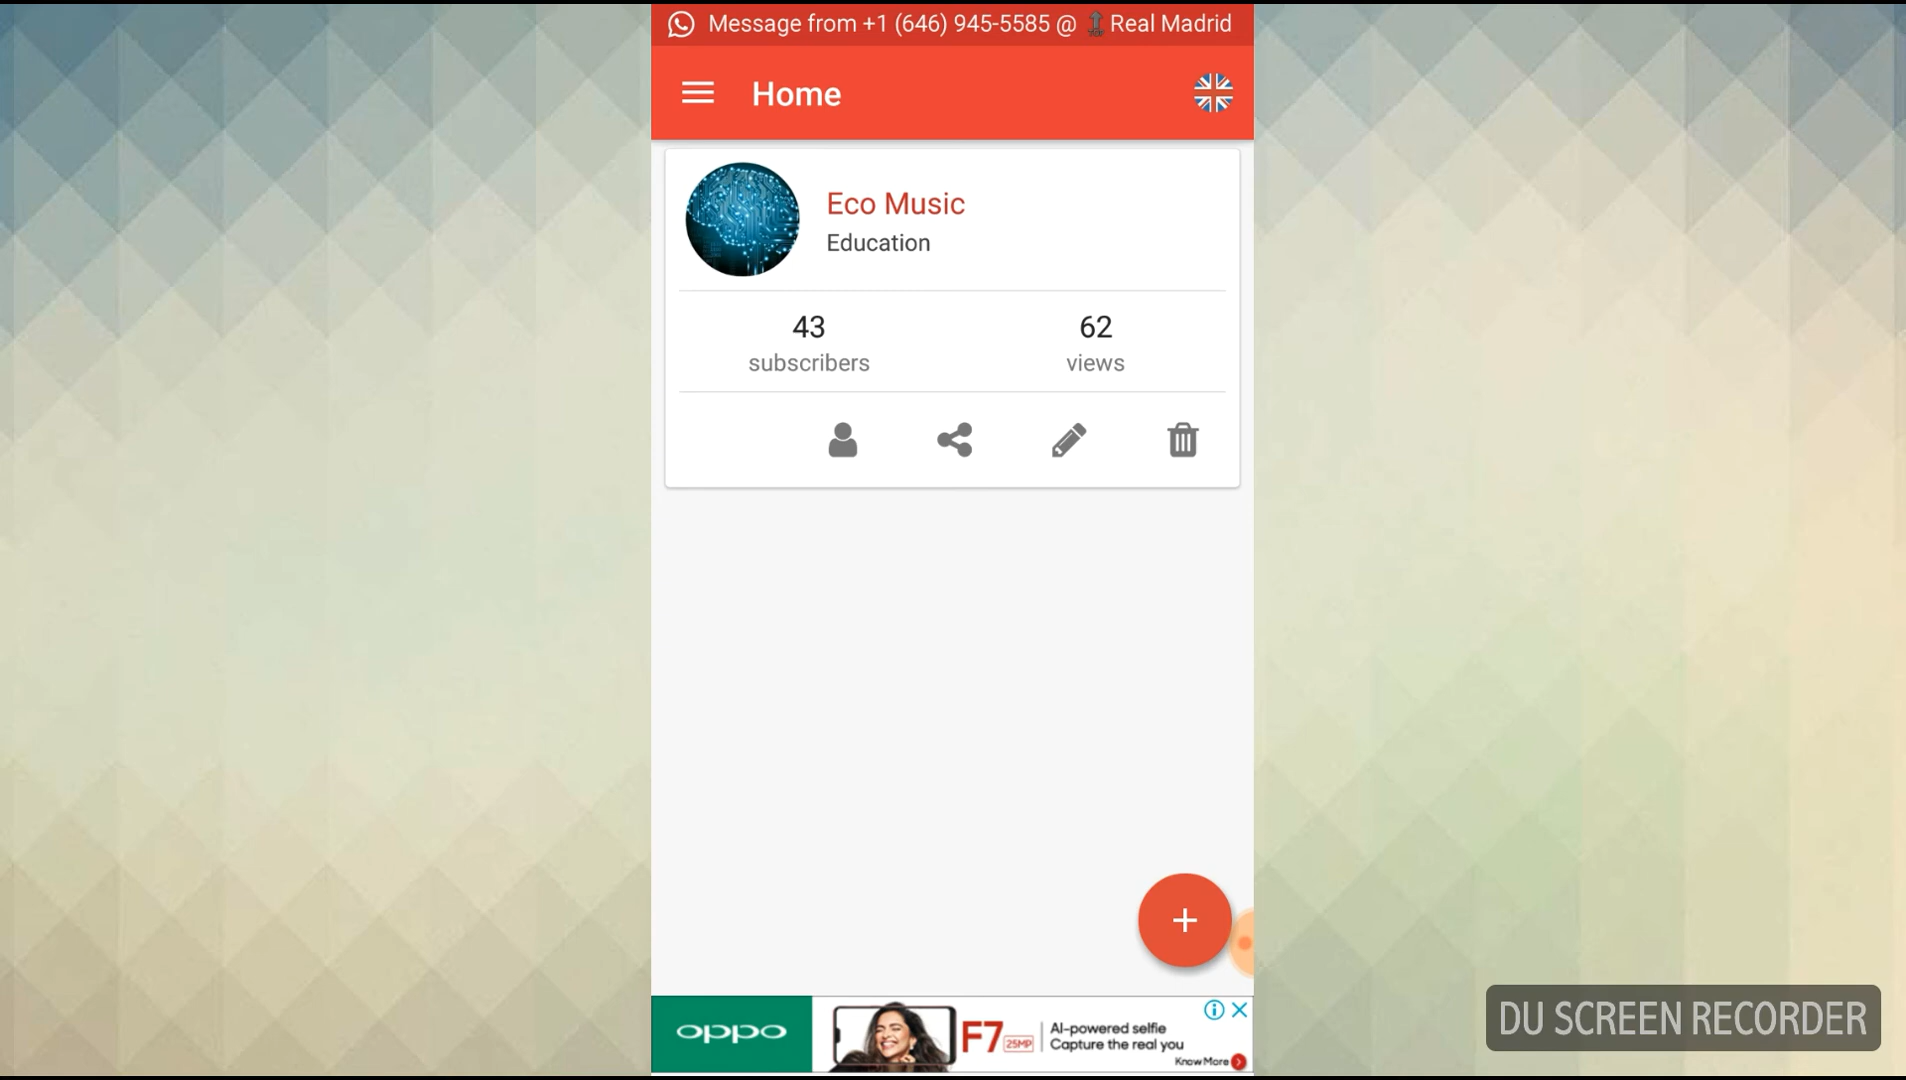 Message from +1 (646) 945-5585 @ Real Madrid
Home
Eco Music
Education
43
subscribers
62
views
oppo
F7 25MP
AI-powered selfie
Capture the real you
Know More
DU SCREEN RECORDER